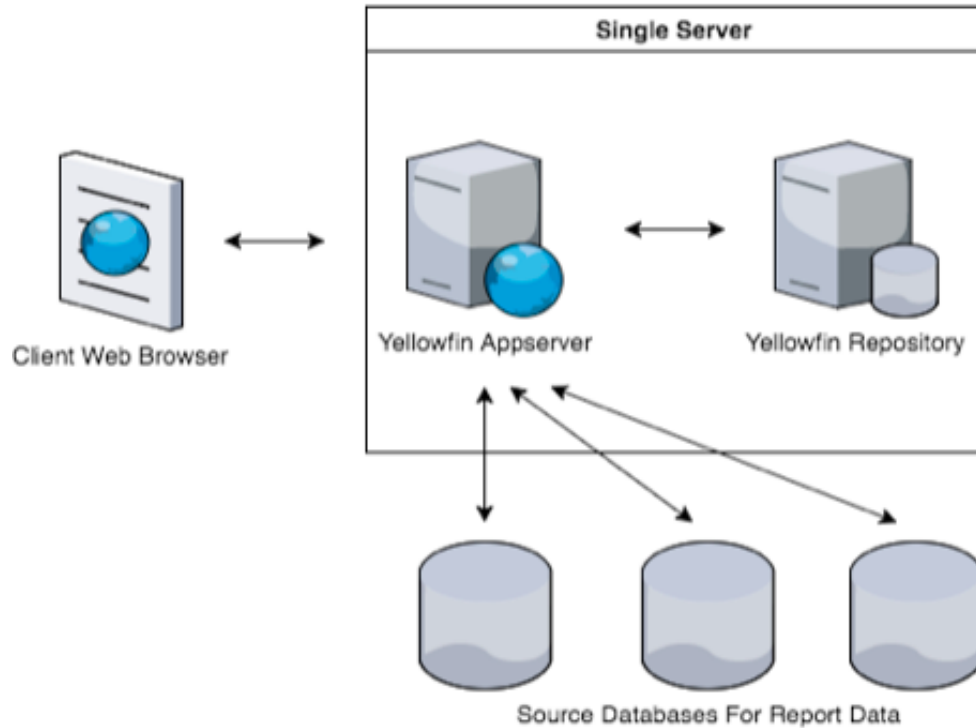 Single Server
Client Web Browser
Yellowfin Appserver
Yellowfin Repository
Source Databases For Report Data